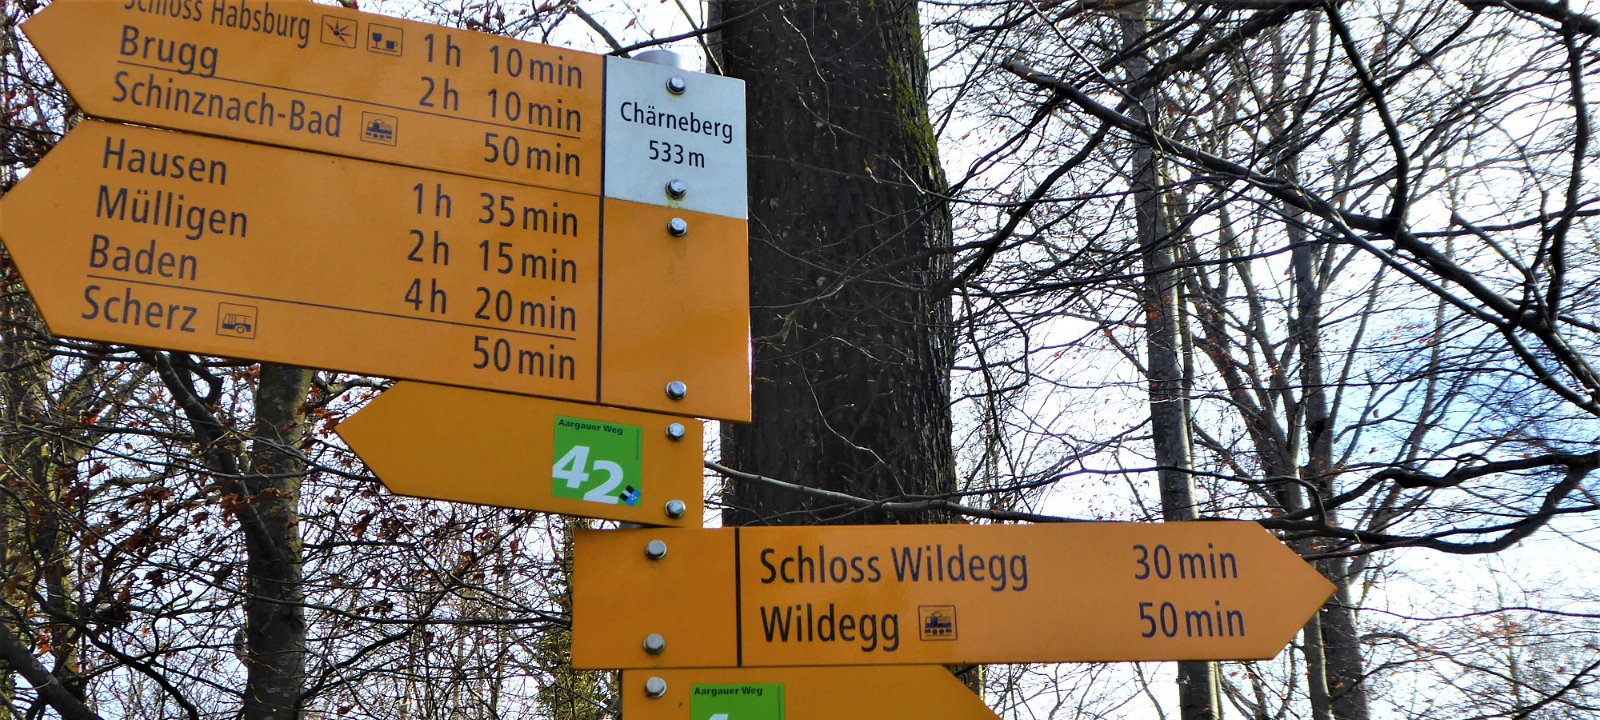 Schloss Habsburg 1h 10min
Brugg 2h 10min
Schinznach-Bad 50min
Chärneberg
533m
Hausen 1h 35min
Mülligen 2h 15min
Baden 4h 20min
Scherz 50min
Aargauer Weg
42
Schloss Wildegg 30min
Wildegg 50min
Aargauer Weg